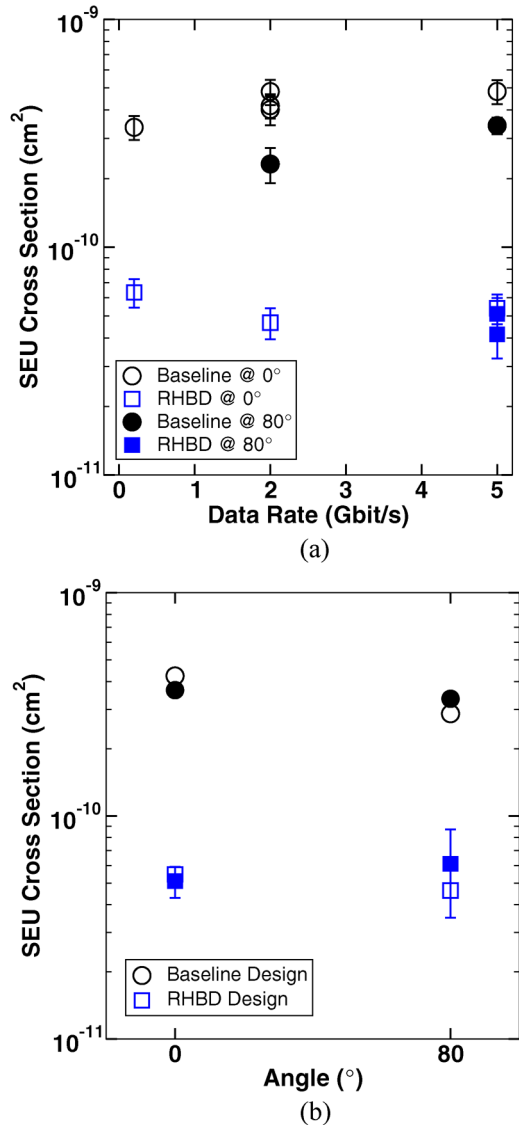 10-9
SEU Cross Section (cm2)
10-10
Baseline @ 0°
RHBD @ 0°
Baseline @ 80°
RHBD @ 80°
10-11
0 1 2 3 4 5
Data Rate (Gbit/s)
(a)
10-9
SEU Cross Section (cm2)
10-10
Baseline Design
RHBD Design
10-11
0 80
Angle (°)
(b)